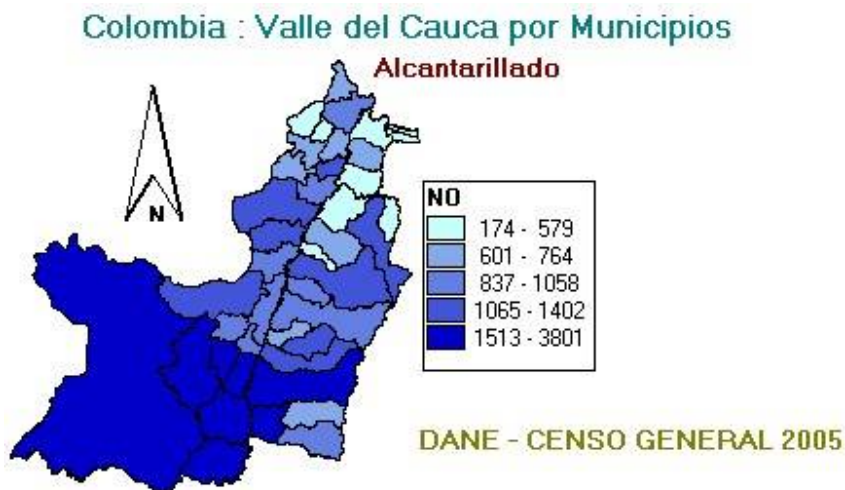 Colombia : Valle del Cauca por Municipios
Alcantarillado
N
NO
174 - 579
601 - 764
837 - 1058
1065 - 1402
1513 - 3801
DANE - CENSO GENERAL 2005